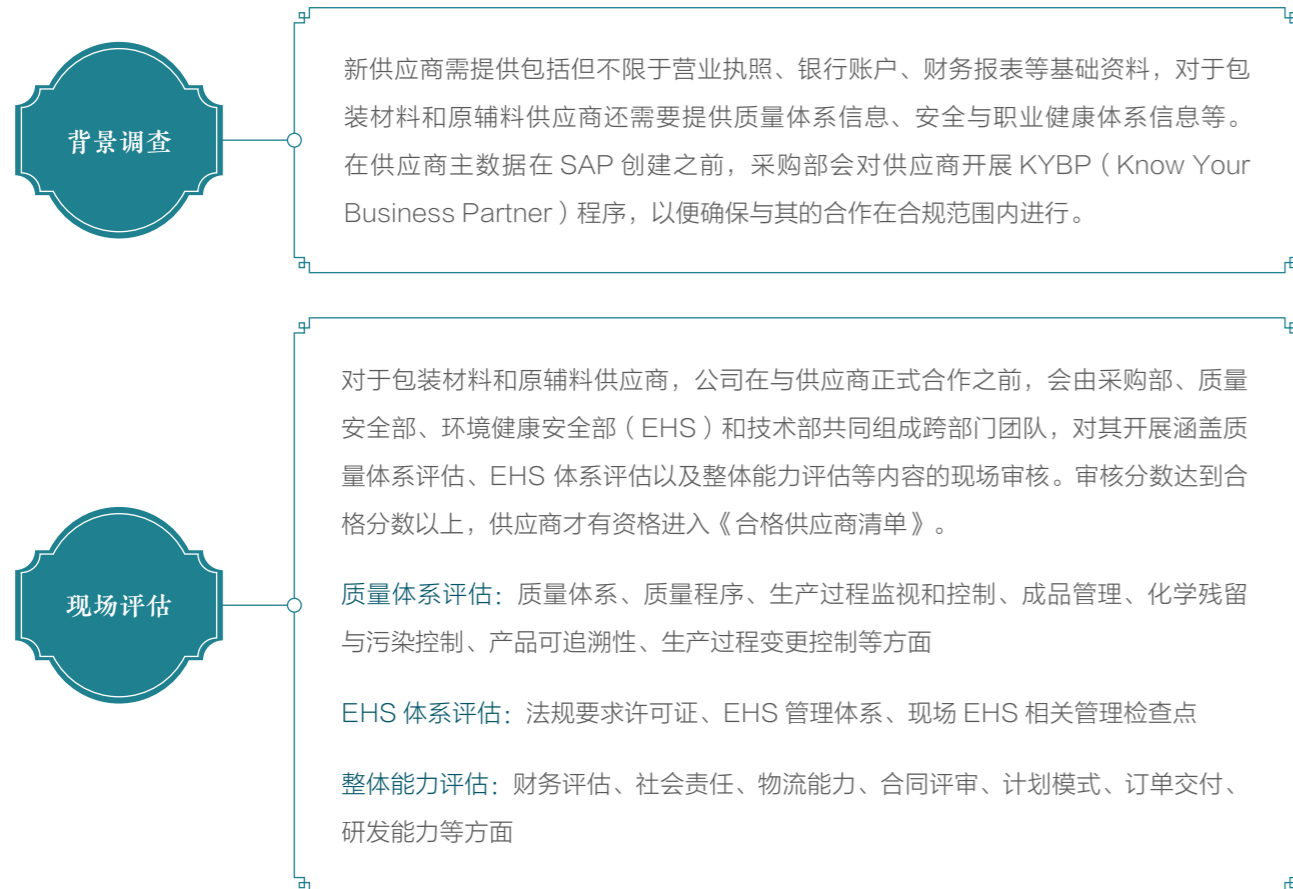 背景调查
新供应商需提供包括但不限于营业执照、银行账户、财务报表等基础资料，对于包
装材料和原辅料供应商还需要提供质量体系信息、安全与职业健康体系信息等。
在供应商主数据在 SAP 创建之前，采购部会对供应商开展 KYBP（Know Your
Business Partner）程序，以便确保与其的合作在合规范围内进行。
现场评估
对于包装材料和原辅料供应商，公司在与供应商正式合作之前，会由采购部、质量
安全部、环境健康安全部（EHS）和技术部共同组成跨部门团队，对其开展涵盖质
量体系评估、EHS 体系评估以及整体能力评估等内容的现场审核。审核分数达到合
格分数以上，供应商才有资格进入《合格供应商清单》。
质量体系评估：质量体系、质量程序、生产过程监视和控制、成品管理、化学残留
与污染控制、产品可追溯性、生产过程变更控制等方面
EHS 体系评估：法规要求许可证、EHS 管理体系、现场 EHS 相关管理检查点
整体能力评估：财务评估、社会责任、物流能力、合同评审、计划模式、订单交付、
研发能力等方面